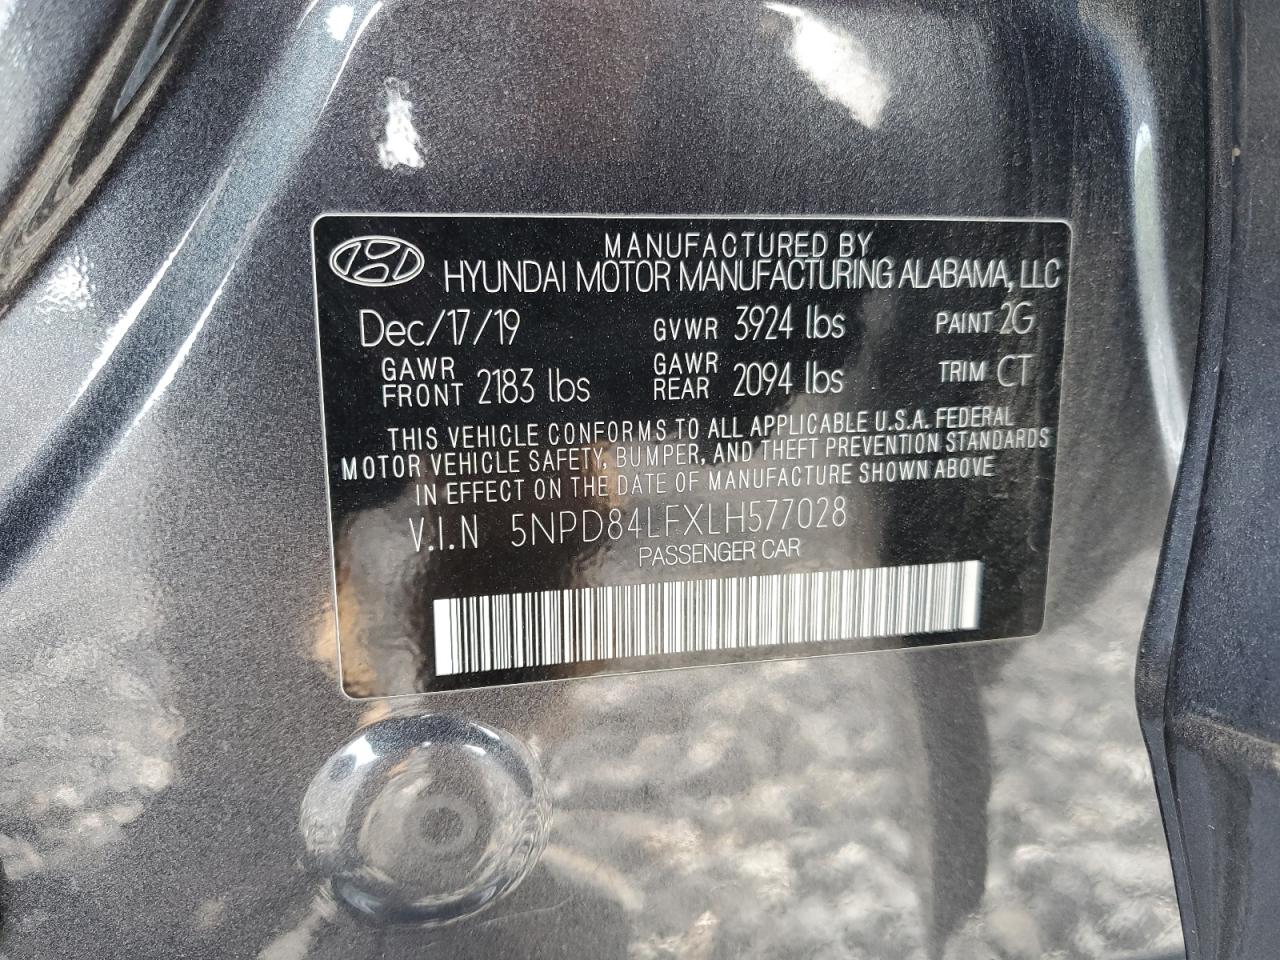 MANUFACTURED BY
HYUNDAI MOTOR MANUFACTURING ALABAMA, LLC
Dec/17/19 GVWR 3924 lbs PAINT 2G
GAWR FRONT 2183 lbs GAWR REAR 2094 lbs TRIM CT
THIS VEHICLE CONFORMS TO ALL APPLICABLE U.S.A. FEDERAL
MOTOR VEHICLE SAFETY, BUMPER, AND THEFT PREVENTION STANDARDS
IN EFFECT ON THE DATE OF MANUFACTURE SHOWN ABOVE
V.I.N 5NPD84LFXLH577028
PASSENGER CAR